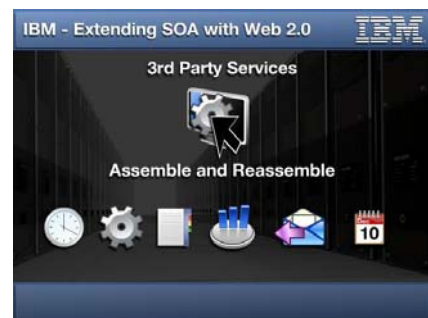 IBM - Extending SOA with Web 2.0
IBM
3rd Party Services
Assemble and Reassemble
10